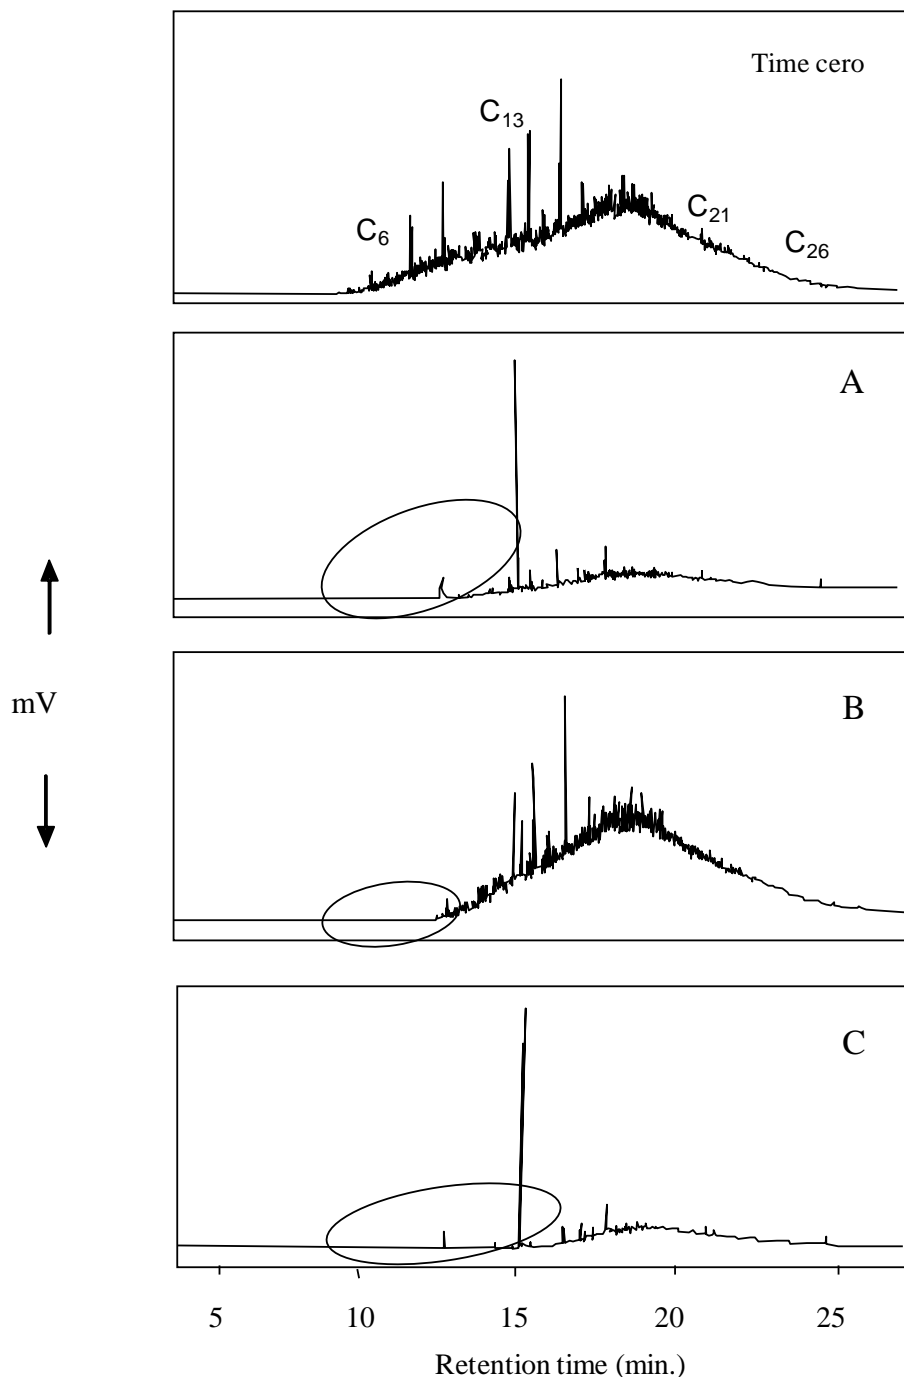 Time cero
C₁₃
C₆
C₂₁
C₂₆
A
mV
B
C
5 10 15 20 25
Retention time (min.)